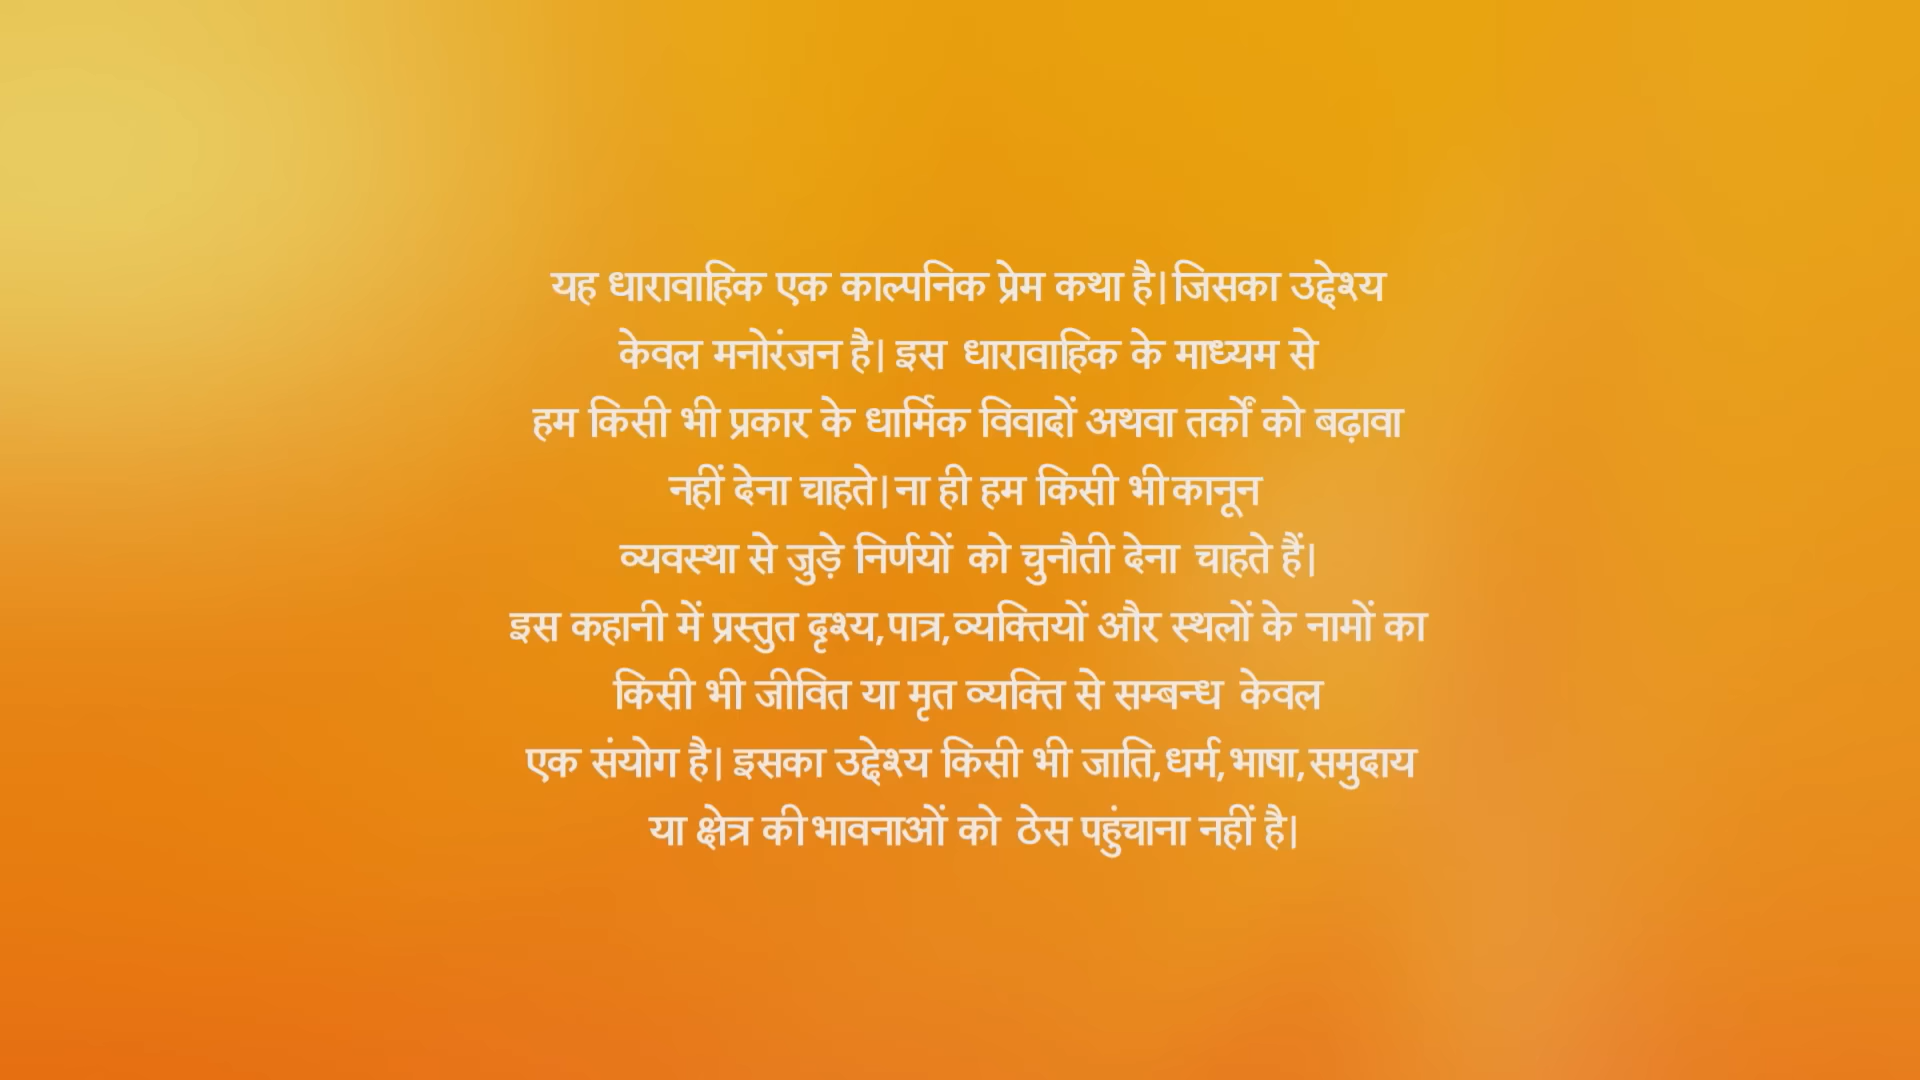 यह धारावाहिक एक काल्पनिक प्रेम कथा है|जिसका उद्देश्य
केवल मनोरंजन है| इस धारावाहिक के माध्यम से
हम किसी भी प्रकार के धार्मिक विवादों अथवा तर्कों को बढ़ावा
नहीं देना चाहते|ना ही हम किसी भी कानून
व्यवस्था से जुड़े निर्णयों को चुनौती देना चाहते हैं|
इस कहानी में प्रस्तुत दृश्य,पात्र,व्यक्तियों और स्थलों के नामों का
किसी भी जीवित या मृत व्यक्ति से सम्बन्ध केवल
एक संयोग है| इसका उद्देश्य किसी भी जाति,धर्म,भाषा,समुदाय
या क्षेत्र की भावनाओं को ठेस पहुंचाना नहीं है|